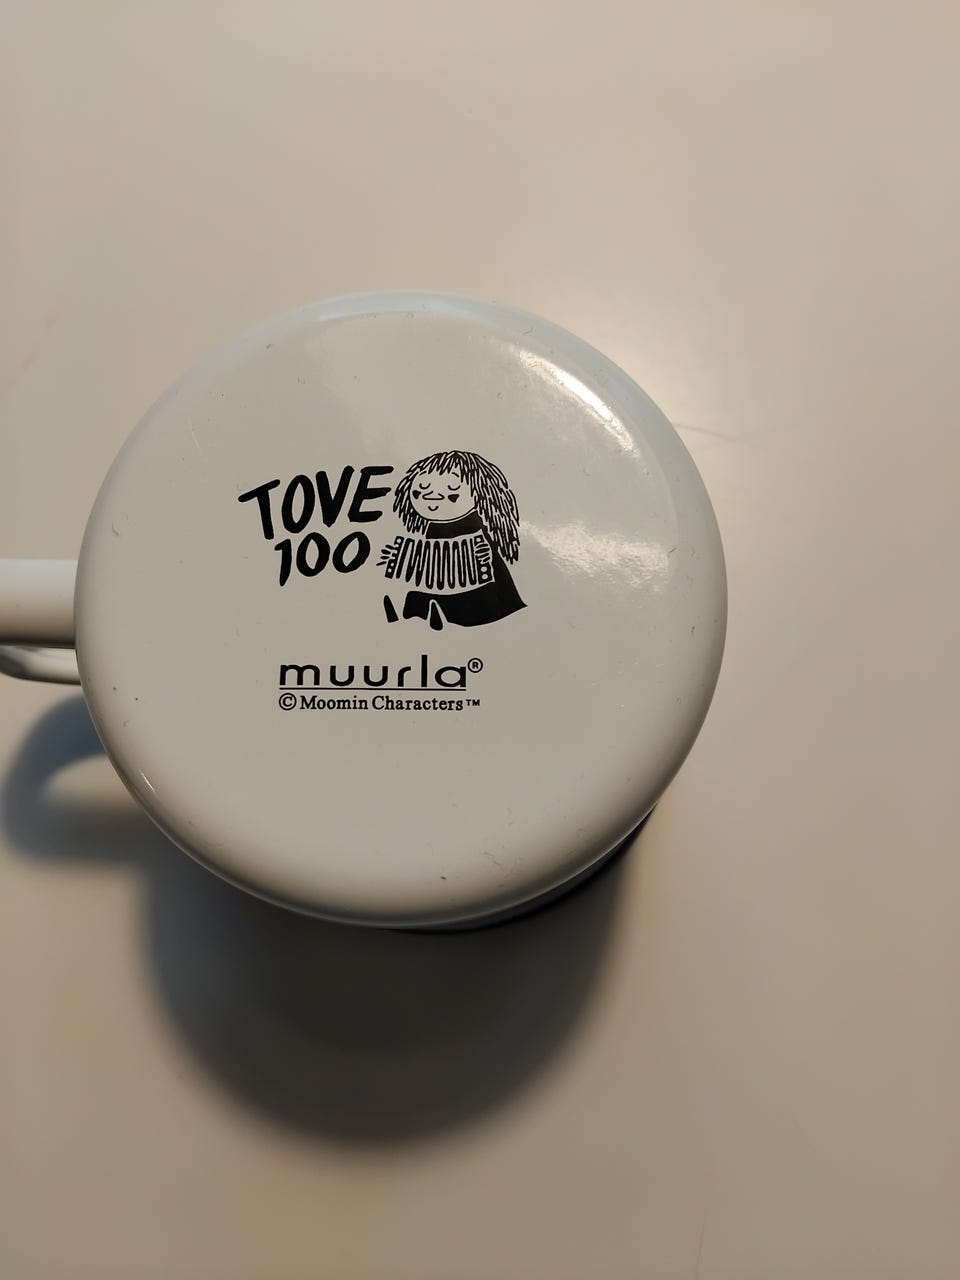 TOVE
100
muurla®
© Moomin Characters™